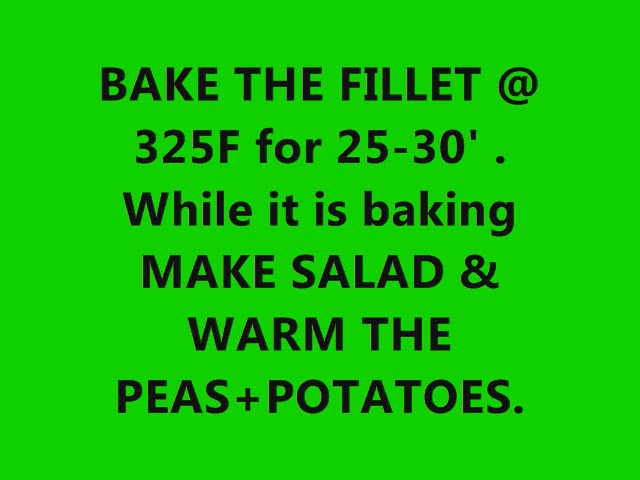 BAKE THE FILLET @
325F for 25-30' .
While it is baking
MAKE SALAD &
WARM THE
PEAS+POTATOES.